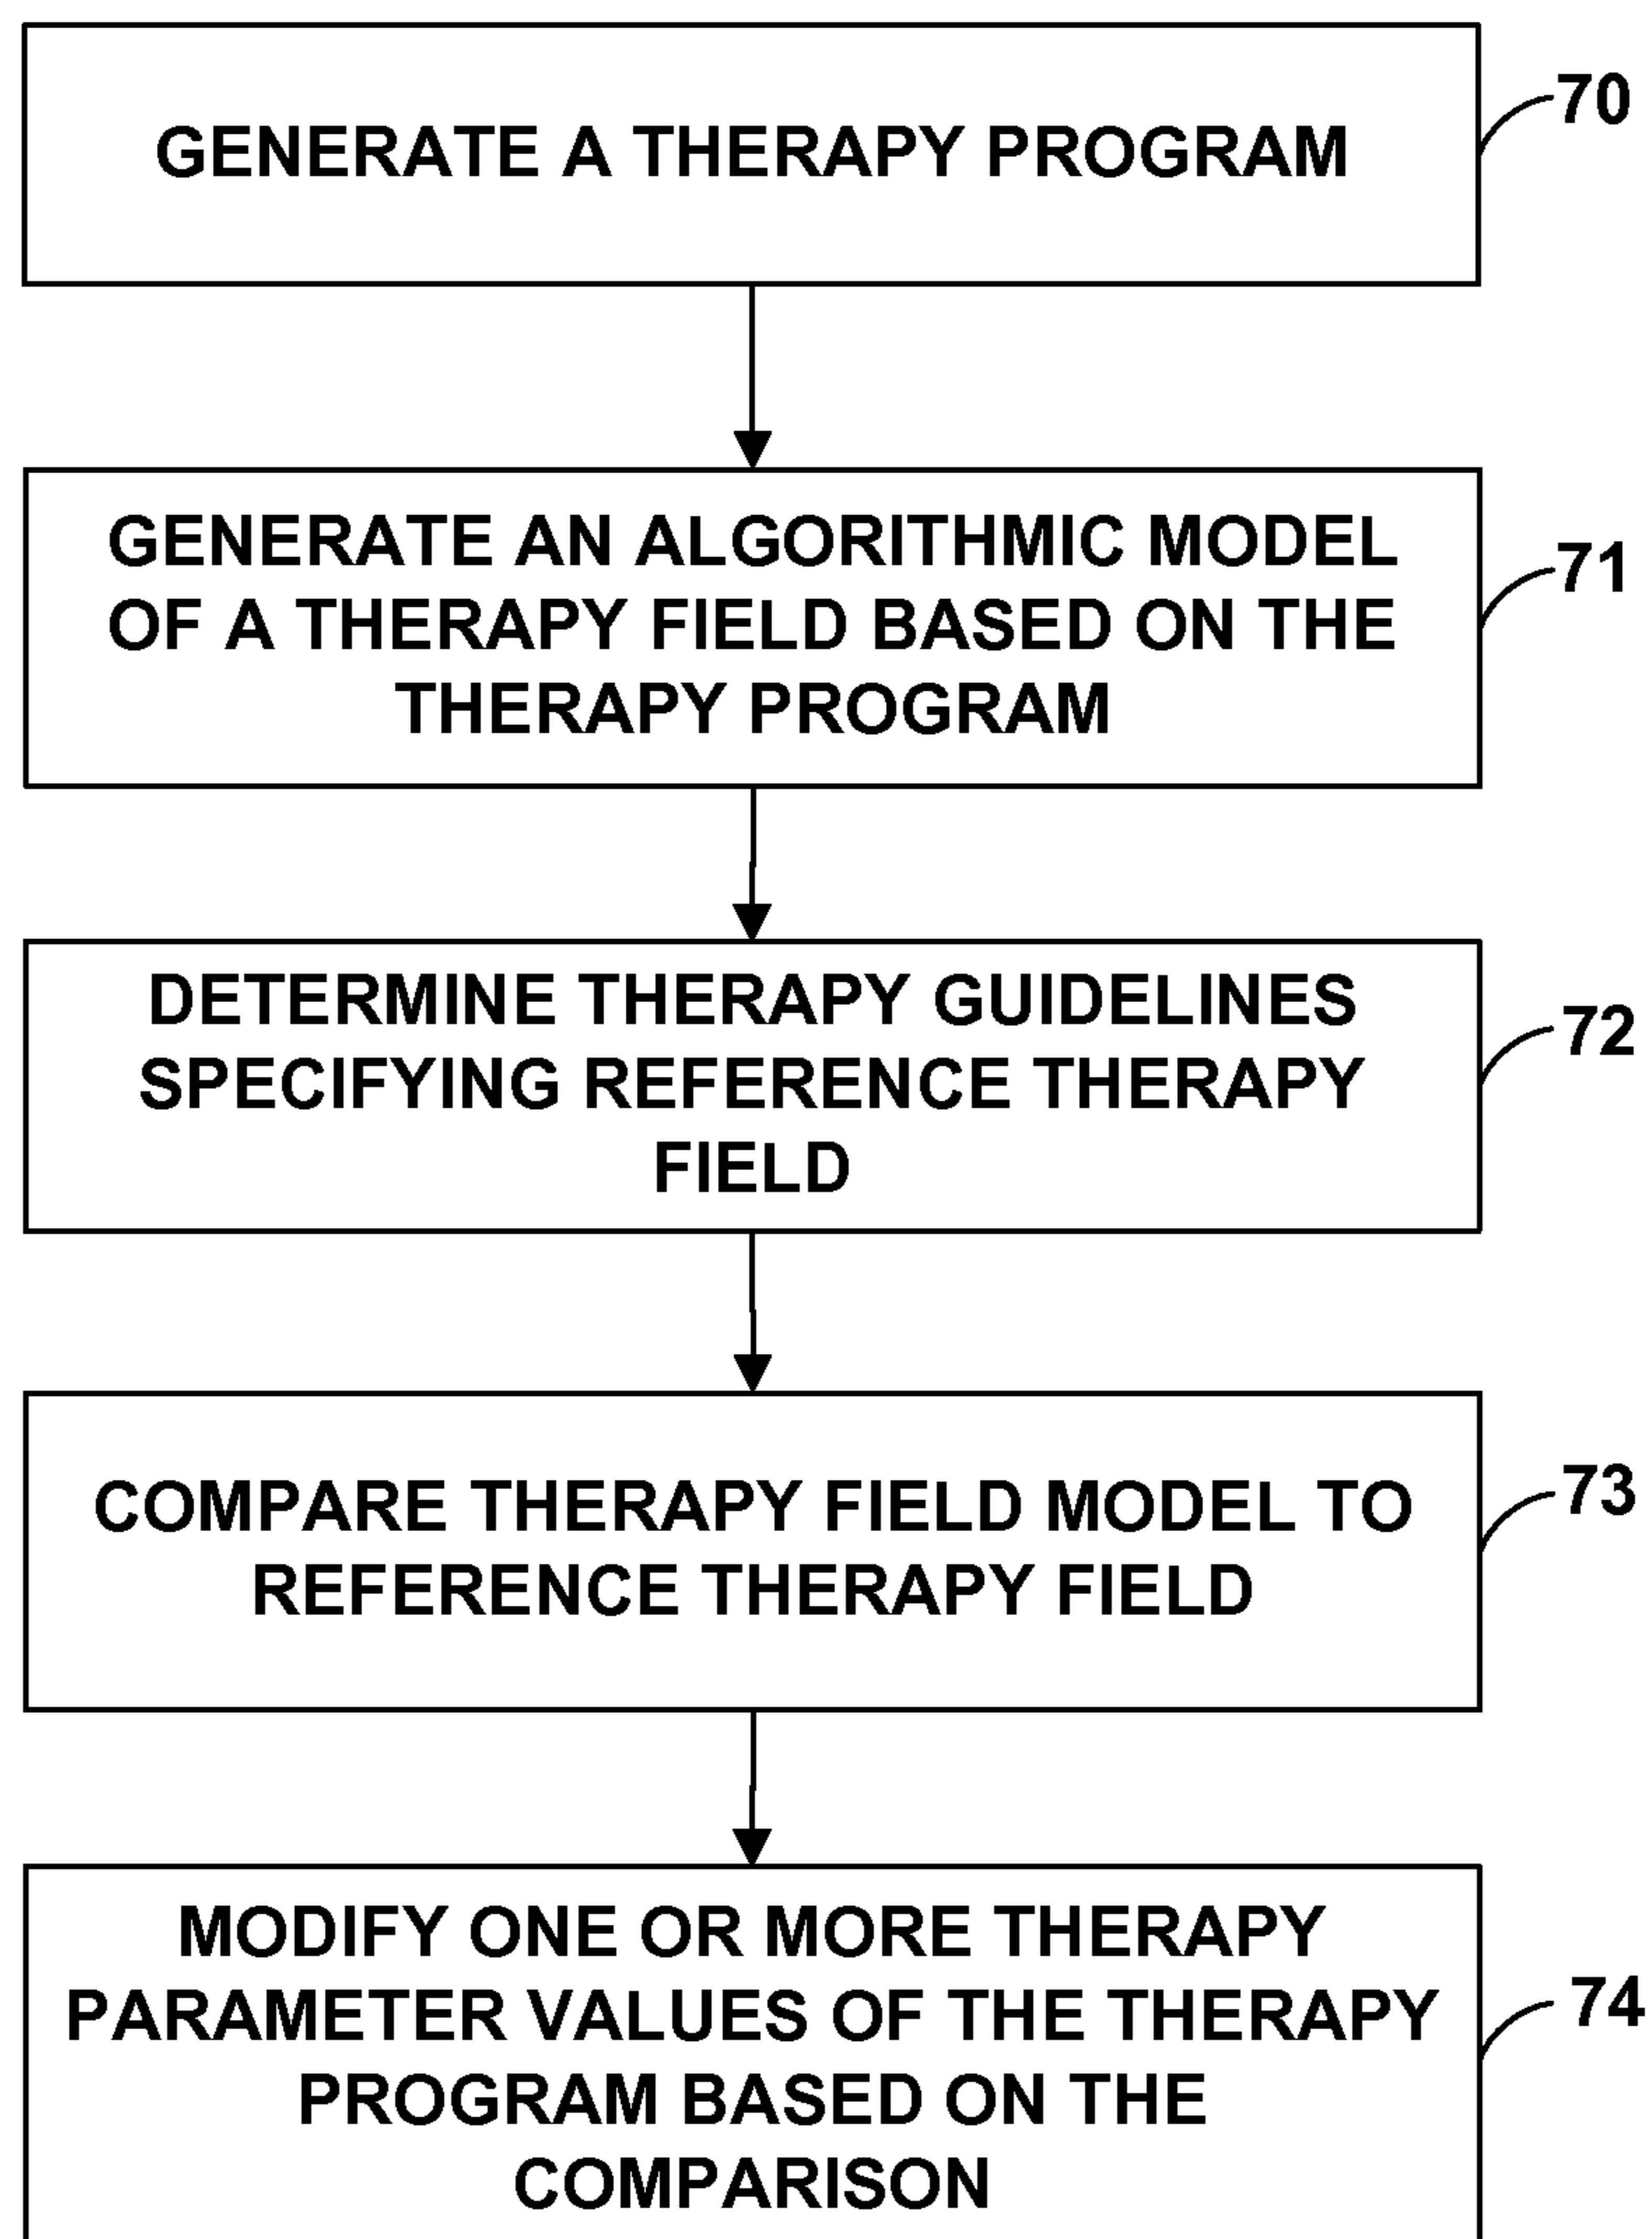 GENERATE A THERAPY PROGRAM
70
GENERATE AN ALGORITHMIC MODEL
OF A THERAPY FIELD BASED ON THE
THERAPY PROGRAM
71
DETERMINE THERAPY GUIDELINES
SPECIFYING REFERENCE THERAPY
FIELD
72
COMPARE THERAPY FIELD MODEL TO
REFERENCE THERAPY FIELD
73
MODIFY ONE OR MORE THERAPY
PARAMETER VALUES OF THE THERAPY
PROGRAM BASED ON THE
COMPARISON
74